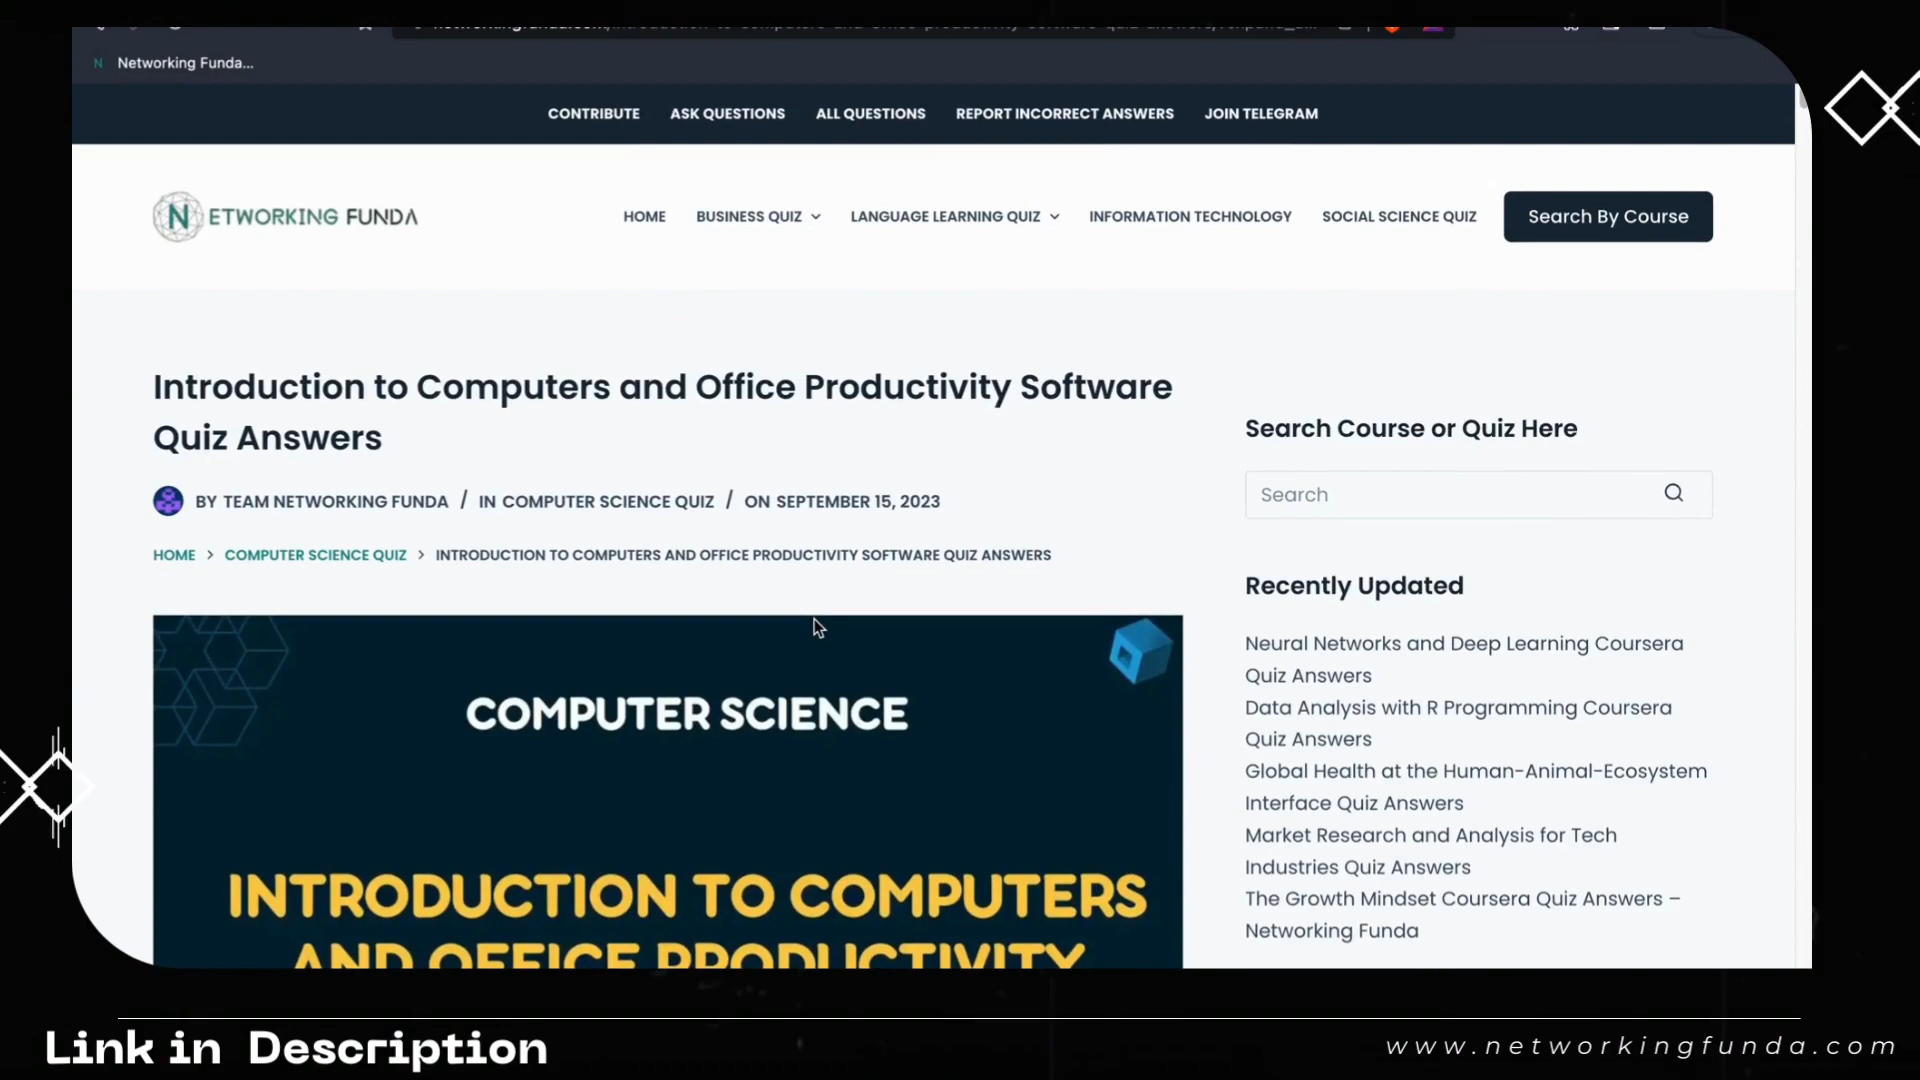 Networking Funda...
CONTRIBUTE ASK QUESTIONS ALL QUESTIONS REPORT INCORRECT ANSWERS JOIN TELEGRAM
NETWORKING FUNDA
HOME BUSINESS QUIZ LANGUAGE LEARNING QUIZ INFORMATION TECHNOLOGY SOCIAL SCIENCE QUIZ Search By Course
Introduction to Computers and Office Productivity Software
Quiz Answers
BY TEAM NETWORKING FUNDA / IN COMPUTER SCIENCE QUIZ / ON SEPTEMBER 15, 2023
HOME > COMPUTER SCIENCE QUIZ > INTRODUCTION TO COMPUTERS AND OFFICE PRODUCTIVITY SOFTWARE QUIZ ANSWERS
COMPUTER SCIENCE
INTRODUCTION TO COMPUTERS
AND OFFICE PRODUCTIVITY
Search Course or Quiz Here
Search
Recently Updated
Neural Networks and Deep Learning Coursera
Quiz Answers
Data Analysis with R Programming Coursera
Quiz Answers
Global Health at the Human-Animal-Ecosystem
Interface Quiz Answers
Market Research and Analysis for Tech
Industries Quiz Answers
The Growth Mindset Coursera Quiz Answers –
Networking Funda
Link in Description
www.networkingfunda.com